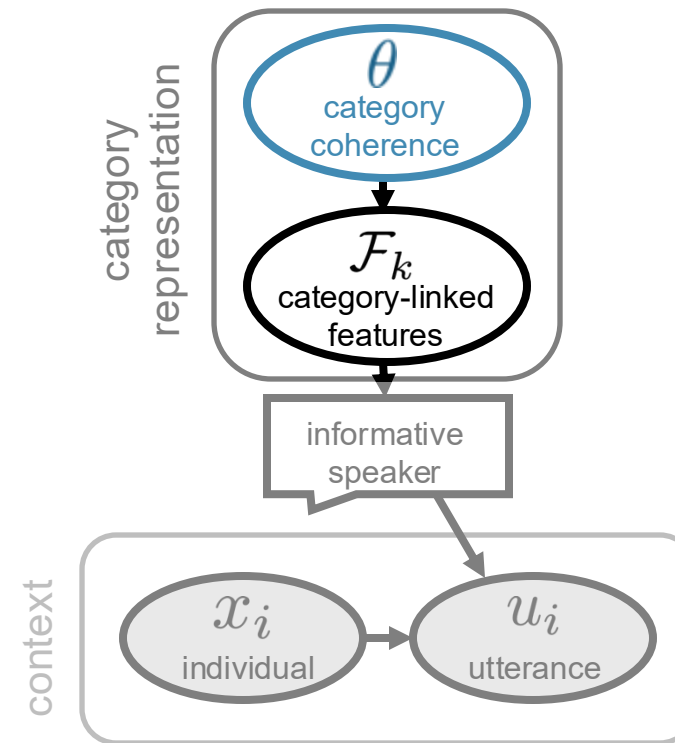 category
representation
θ
category
coherence
ℱₖ
category-linked
features
informative
speaker
context
xᵢ
individual
uᵢ
utterance